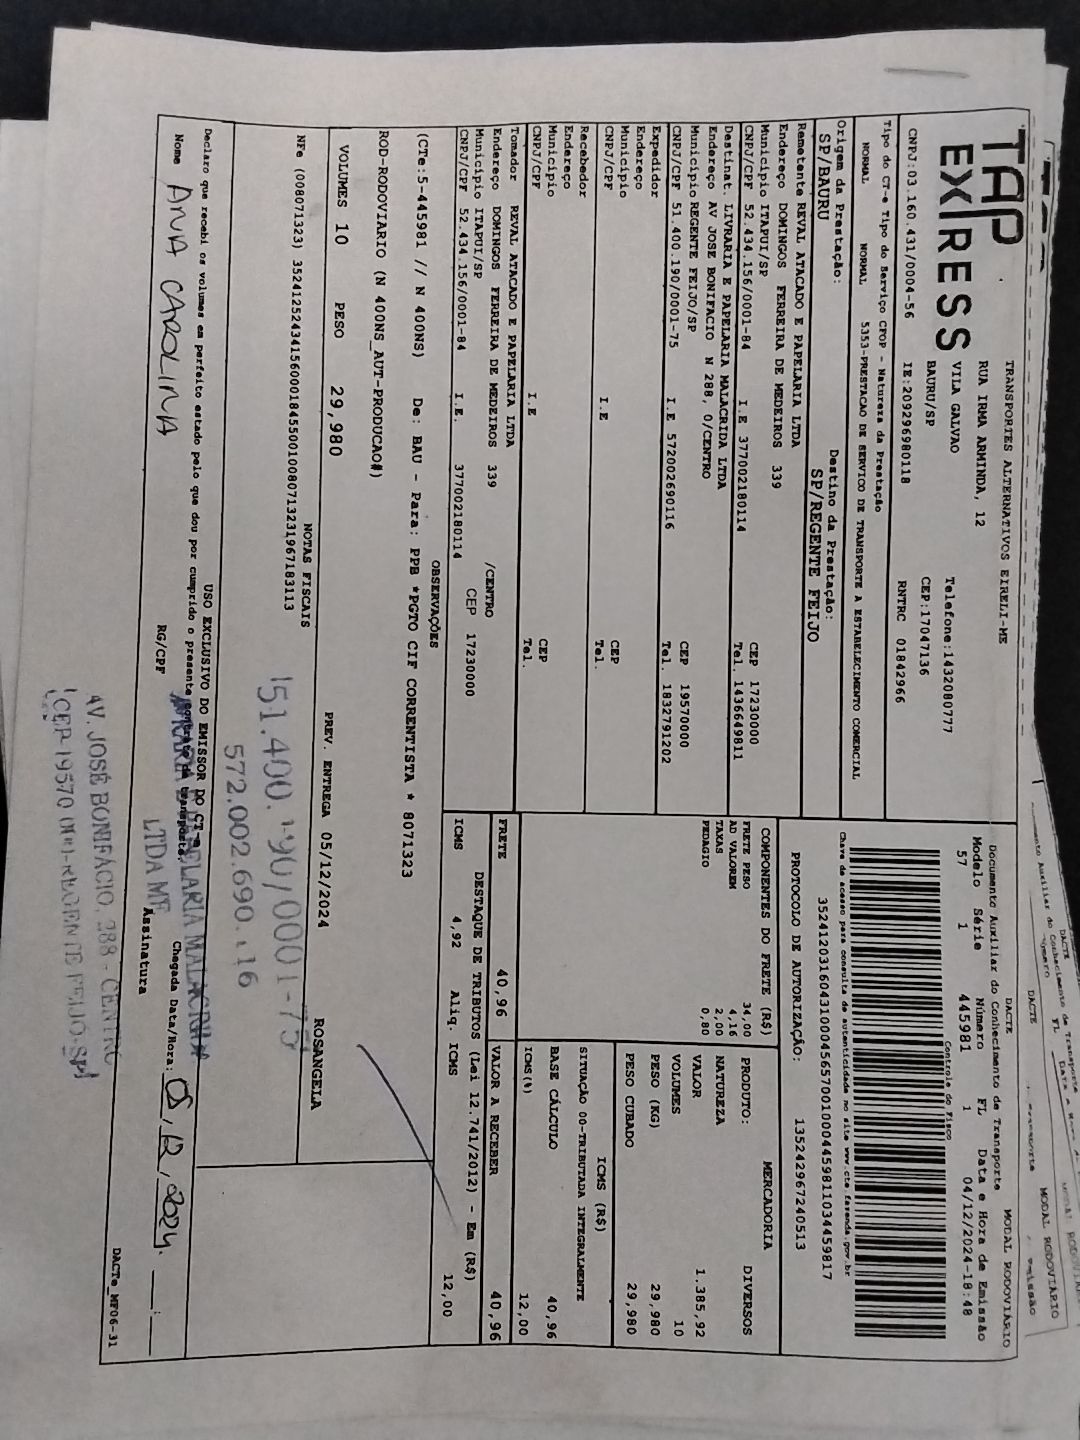 TAP EXPRESS
TRANSPORTES ALTERNATIVOS EIRELI-ME
RUA IRMA ARMINDA, 12
VILA GALVAO Telefone:1432080777
BAURU/SP CEP:17047136
CNPJ:03.160.431/0004-56 IE:209296980118 RNTRC 01842966
Tipo do CT-e Tipo do Serviço CFOP - Natureza da Prestação
NORMAL NORMAL 5353-PRESTACAO DE SERVICO DE TRANSPORTE A ESTABELECIMENTO COMERCIAL
Origem da Prestação: Destino da Prestação:
SP/BAURU SP/REGENTE FEIJO
Remetente REVAL ATACADO E PAPELARIA LTDA
Endereço DOMINGOS FERREIRA DE MEDEIROS 339
Município ITAPUI/SP CEP 17230000
CNPJ/CPF 52.434.156/0001-84 I.E 377002180114 Tel. 1436649811
Destinat. LIVRARIA E PAPELARIA MALACRIDA LTDA
Endereço AV JOSE BONIFACIO N 288, 0/CENTRO
Município REGENTE FEIJO/SP CEP 19570000
CNPJ/CPF 51.400.190/0001-75 I.E 572002690116 Tel. 1832791202
Expedidor
Endereço
Município CEP
CNPJ/CPF I.E Tel.
Recebedor
Endereço
Município CEP
CNPJ/CPF I.E Tel.
Tomador REVAL ATACADO E PAPELARIA LTDA
Endereço DOMINGOS FERREIRA DE MEDEIROS 339 /CENTRO
Município ITAPUI/SP CEP 17230000
CNPJ/CPF 52.434.156/0001-84 I.E. 377002180114
DACTE MODAL RODOVIARIO
Documento Auxiliar do Conhecimento de Transporte
Modelo Série Número FL Data e Hora de Emissão
57 1 445981 1 04/12/2024-18:48
Controle do Fisco
Chave de acesso para consulta de autenticidade no site www.cte.fazenda.gov.br
35241203160431000456570010004459811034459817
PROTOCOLO DE AUTORIZAÇÃO: 135242967240513
COMPONENTES DO FRETE (R$)
FRETE PESO 34,00
AD VALOREM 4,16
TAXAS 2,00
PEDAGIO 0,80
MERCADORIA
PRODUTO: DIVERSOS
NATUREZA
VALOR 1.385,92
VOLUMES 10
PESO (KG) 29,980
PESO CUBADO 29,980
ICMS (R$)
SITUAÇÃO 00-TRIBUTADA INTEGRALMENTE
BASE CÁLCULO 40,96
ICMS(%) 12,00
FRETE 40,96 VALOR A RECEBER 40,96
DESTAQUE DE TRIBUTOS (Lei 12.741/2012) - Em (R$)
ICMS 4,92 Aliq. ICMS 12,00
OBSERVAÇÕES
(CTe:5-445981 // N 400NS) De: BAU - Para: PPB *PGTO CIF CORRENTISTA * 8071323
ROD-RODOVIARIO (N 400NS_AUT-PRODUCAO#)
VOLUMES 10 PESO 29,980 PREV. ENTREGA 05/12/2024 ROSANGELA
NOTAS FISCAIS
NFe (008071323) 35241252434156000184550010080713231967183113
51.400.190/0001-75
572.002.690.116
USO EXCLUSIVO DO EMISSOR DO CT-e
Declaro que recebi os volumes em perfeito estado pelo que dou por cumprido o presente contrato de transporte.
Nome ANA CAROLINA RG/CPF Assinatura Chegada Data/Hora: 05/12/2024. __:__
PAPELARIA MALACRIDA
LTDA ME
AV. JOSÉ BONIFÁCIO, 288 - CENTRO
CEP 19570 000 - REGENTE FEIJÓ-SP
DACTe_MF06-31